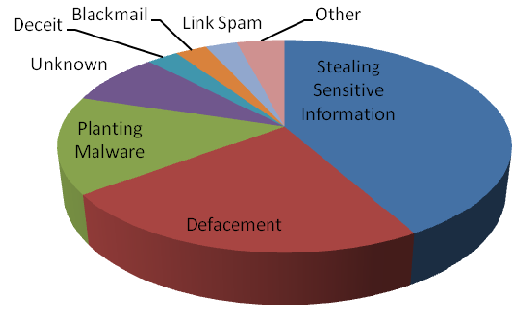 Blackmail
Deceit
Link Spam
Other
Unknown
Stealing
Sensitive
Information
Planting
Malware
Defacement